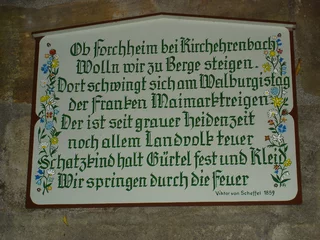 Ob Forchheim bei Kirchehrenbach
Wolln wir zu Berge steigen.
Dort schwingt sich am Walburgistag
der Franken Maimarktreigen.
Der ist seit grauer Heidenzeit
noch allem Landvolk teuer
Schatzkind halt Gürtel fest und Kleid
Wir springen durch die Feuer
Viktor von Scheffel 1859